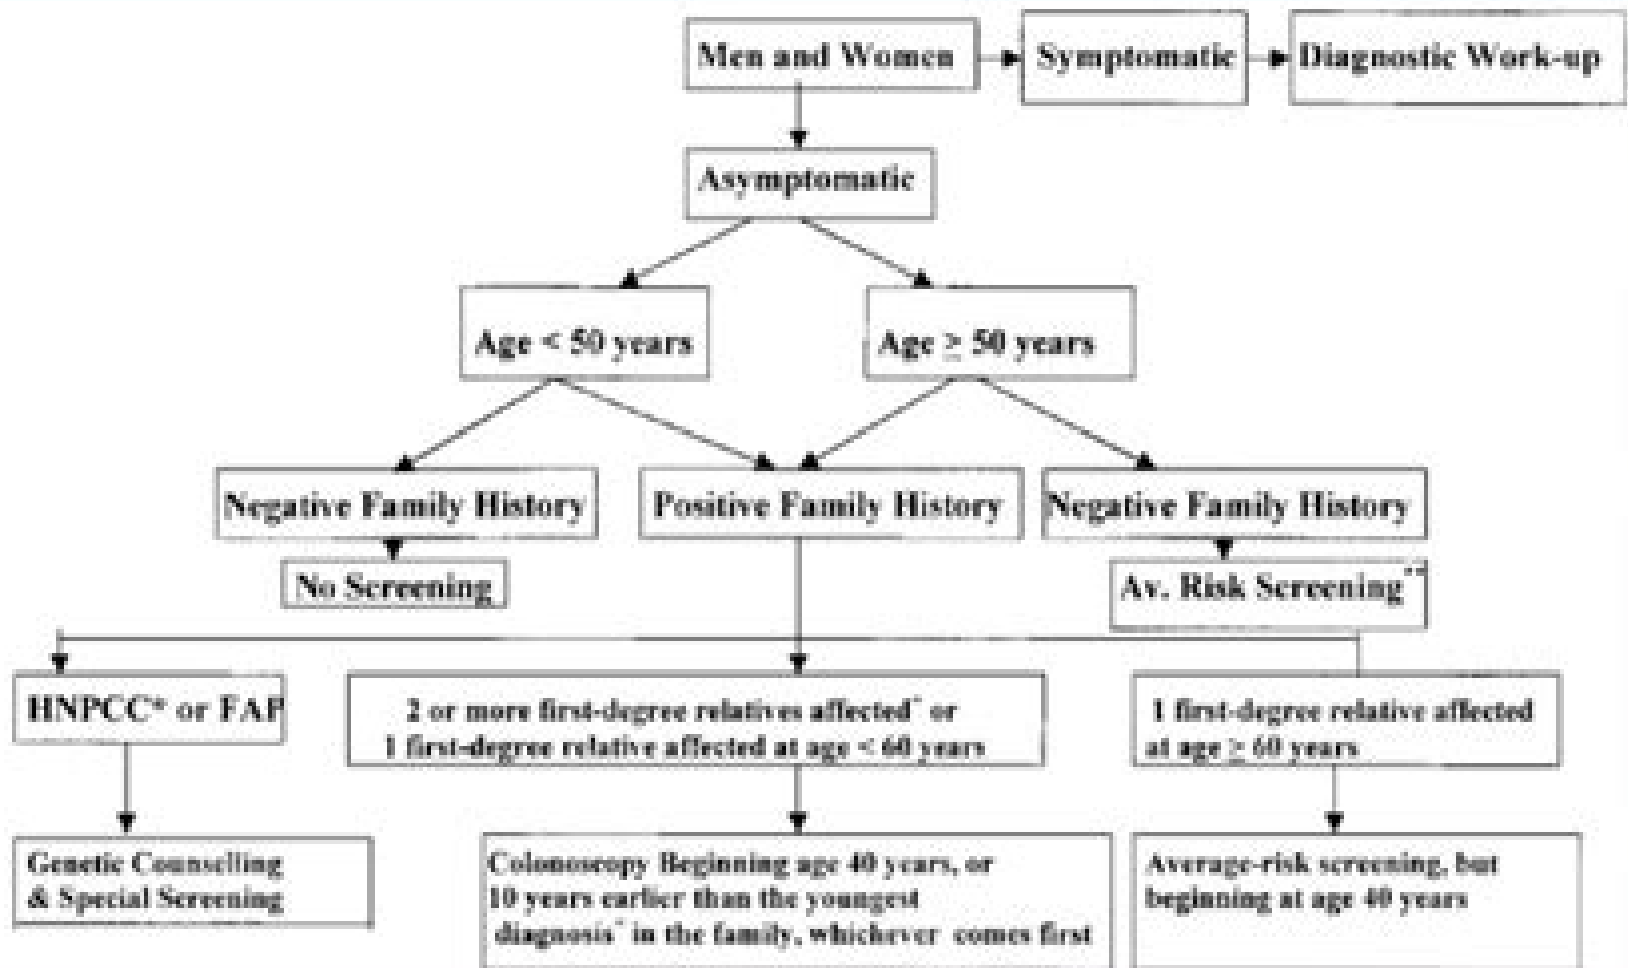 Men and Women
Symptomatic
Diagnostic Work-up
Asymptomatic
Age < 50 years
Age ≥ 50 years
Negative Family History
Positive Family History
Negative Family History
No Screening
Av. Risk Screening**
HNPCC* or FAP
2 or more first-degree relatives affected* or
1 first-degree relative affected at age < 60 years
1 first-degree relative affected
at age ≥ 60 years
Genetic Counselling
& Special Screening
Colonoscopy Beginning age 40 years, or
10 years earlier than the youngest
diagnosis* in the family, whichever comes first
Average-risk screening, but
beginning at age 40 years